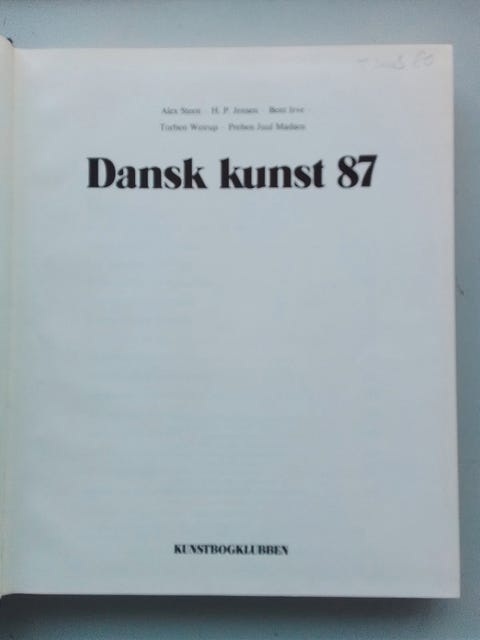 Alex Steen · H. P. Jensen · Bent Irve
Torben Weirup · Preben Juul Madsen
Dansk kunst 87
KUNSTBOGKLUBBEN